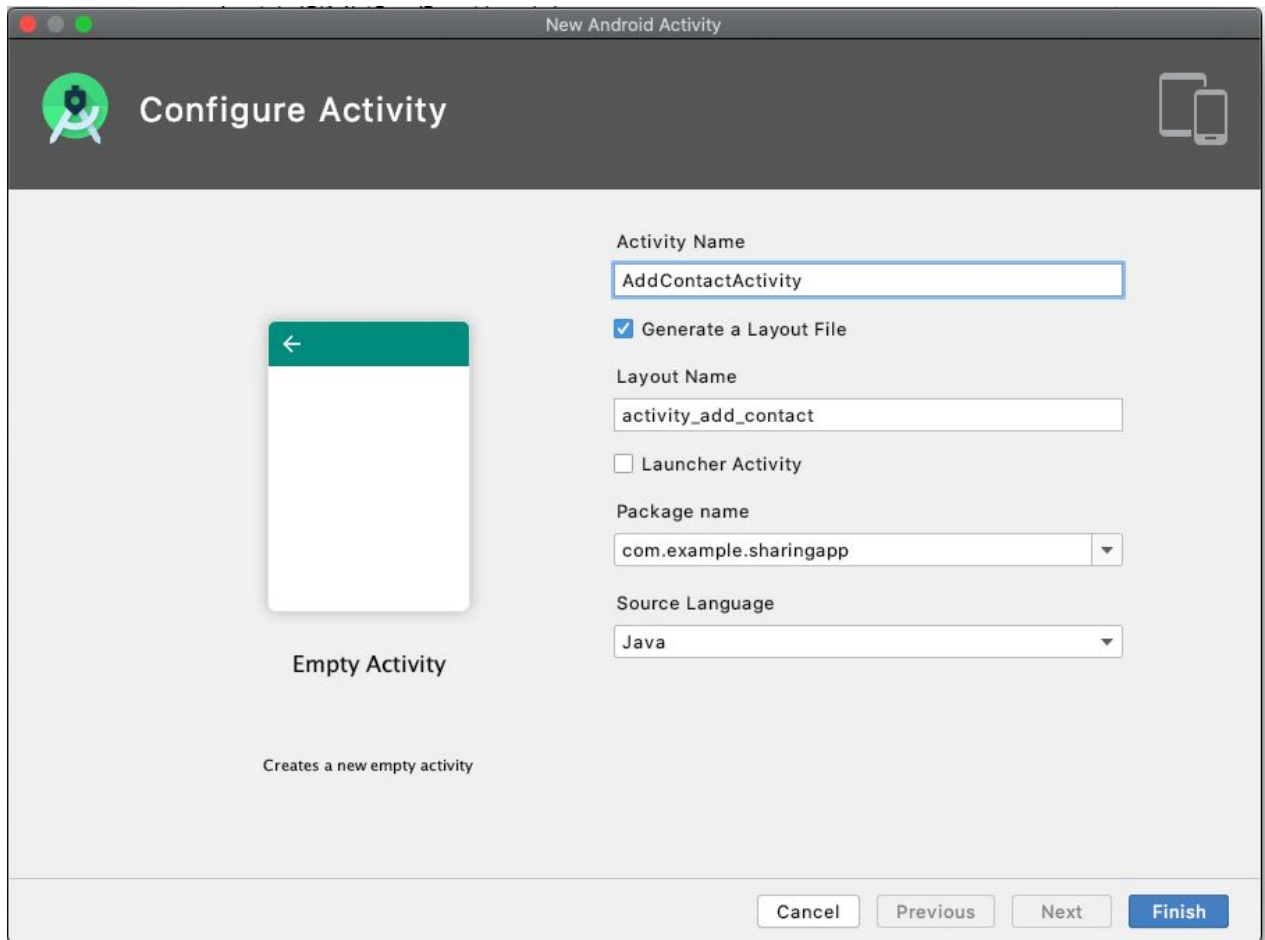 New Android Activity
Configure Activity
Activity Name
AddContactActivity
Generate a Layout File
Layout Name
activity_add_contact
Launcher Activity
Package name
com.example.sharingapp
Source Language
Java
Empty Activity
Creates a new empty activity
Cancel
Previous
Next
Finish